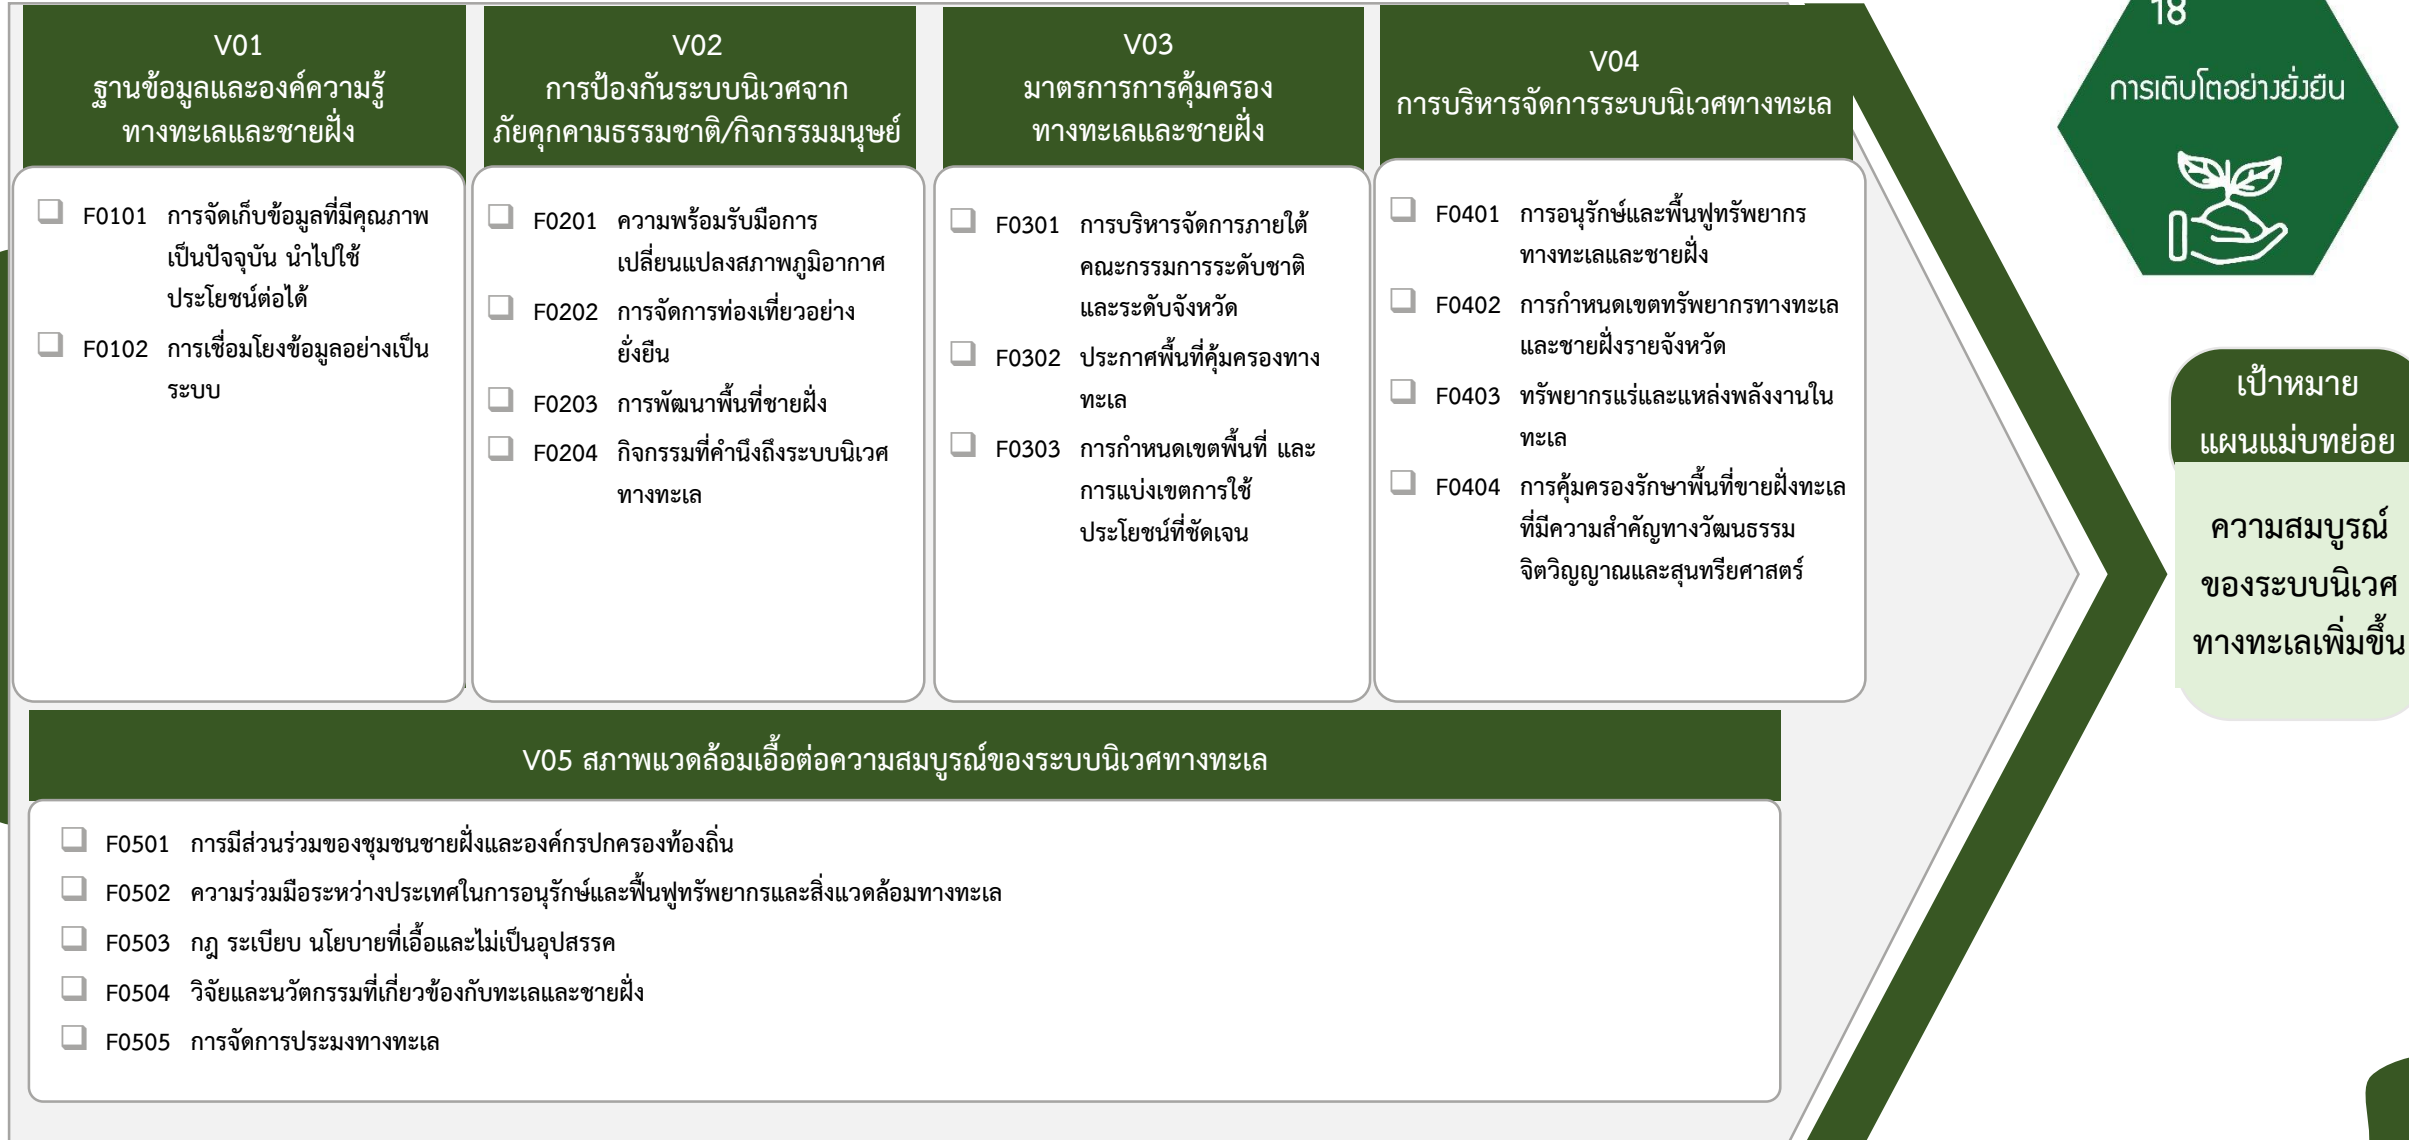 V01
ฐานข้อมูลและองค์ความรู้
ทางทะเลและชายฝั่ง
F0101 การจัดเก็บข้อมูลที่มีคุณภาพ
เป็นปัจจุบัน นำไปใช้
ประโยชน์ต่อได้
F0102 การเชื่อมโยงข้อมูลอย่างเป็น
ระบบ
V02
การป้องกันระบบนิเวศจาก
ภัยคุกคามธรรมชาติ/กิจกรรมมนุษย์
F0201 ความพร้อมรับมือการ
เปลี่ยนแปลงสภาพภูมิอากาศ
F0202 การจัดการท่องเที่ยวอย่าง
ยั่งยืน
F0203 การพัฒนาพื้นที่ชายฝั่ง
F0204 กิจกรรมที่คำนึงถึงระบบนิเวศ
ทางทะเล
V03
มาตรการการคุ้มครอง
ทางทะเลและชายฝั่ง
F0301 การบริหารจัดการภายใต้
คณะกรรมการระดับชาติ
และระดับจังหวัด
F0302 ประกาศพื้นที่คุ้มครองทาง
ทะเล
F0303 การกำหนดเขตพื้นที่ และ
การแบ่งเขตการใช้
ประโยชน์ที่ชัดเจน
V04
การบริหารจัดการระบบนิเวศทางทะเล
F0401 การอนุรักษ์และพื้นฟูทรัพยากร
ทางทะเลและชายฝั่ง
F0402 การกำหนดเขตทรัพยากรทางทะเล
และชายฝั่งรายจังหวัด
F0403 ทรัพยากรแร่และแหล่งพลังงานใน
ทะเล
F0404 การคุ้มครองรักษาพื้นที่ขายฝั่งทะเล
ที่มีความสำคัญทางวัฒนธรรม
จิตวิญญาณและสุนทรียศาสตร์
V05 สภาพแวดล้อมเอื้อต่อความสมบูรณ์ของระบบนิเวศทางทะเล
F0501 การมีส่วนร่วมของชุมชนชายฝั่งและองค์กรปกครองท้องถิ่น
F0502 ความร่วมมือระหว่างประเทศในการอนุรักษ์และฟื้นฟูทรัพยากรและสิ่งแวดล้อมทางทะเล
F0503 กฎ ระเบียบ นโยบายที่เอื้อและไม่เป็นอุปสรรค
F0504 วิจัยและนวัตกรรมที่เกี่ยวข้องกับทะเลและชายฝั่ง
F0505 การจัดการประมงทางทะเล
18
การเติบโตอย่างยั่งยืน
เป้าหมาย
แผนแม่บทย่อย
ความสมบูรณ์
ของระบบนิเวศ
ทางทะเลเพิ่มขึ้น